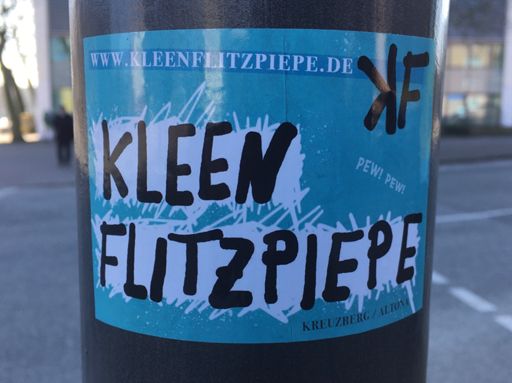 WWW.KLEENFLITZPIEPE.DE
KF
KLEEN
PEW! PEW!
FLITZPIEPE
KREUZBERG / ALTONA